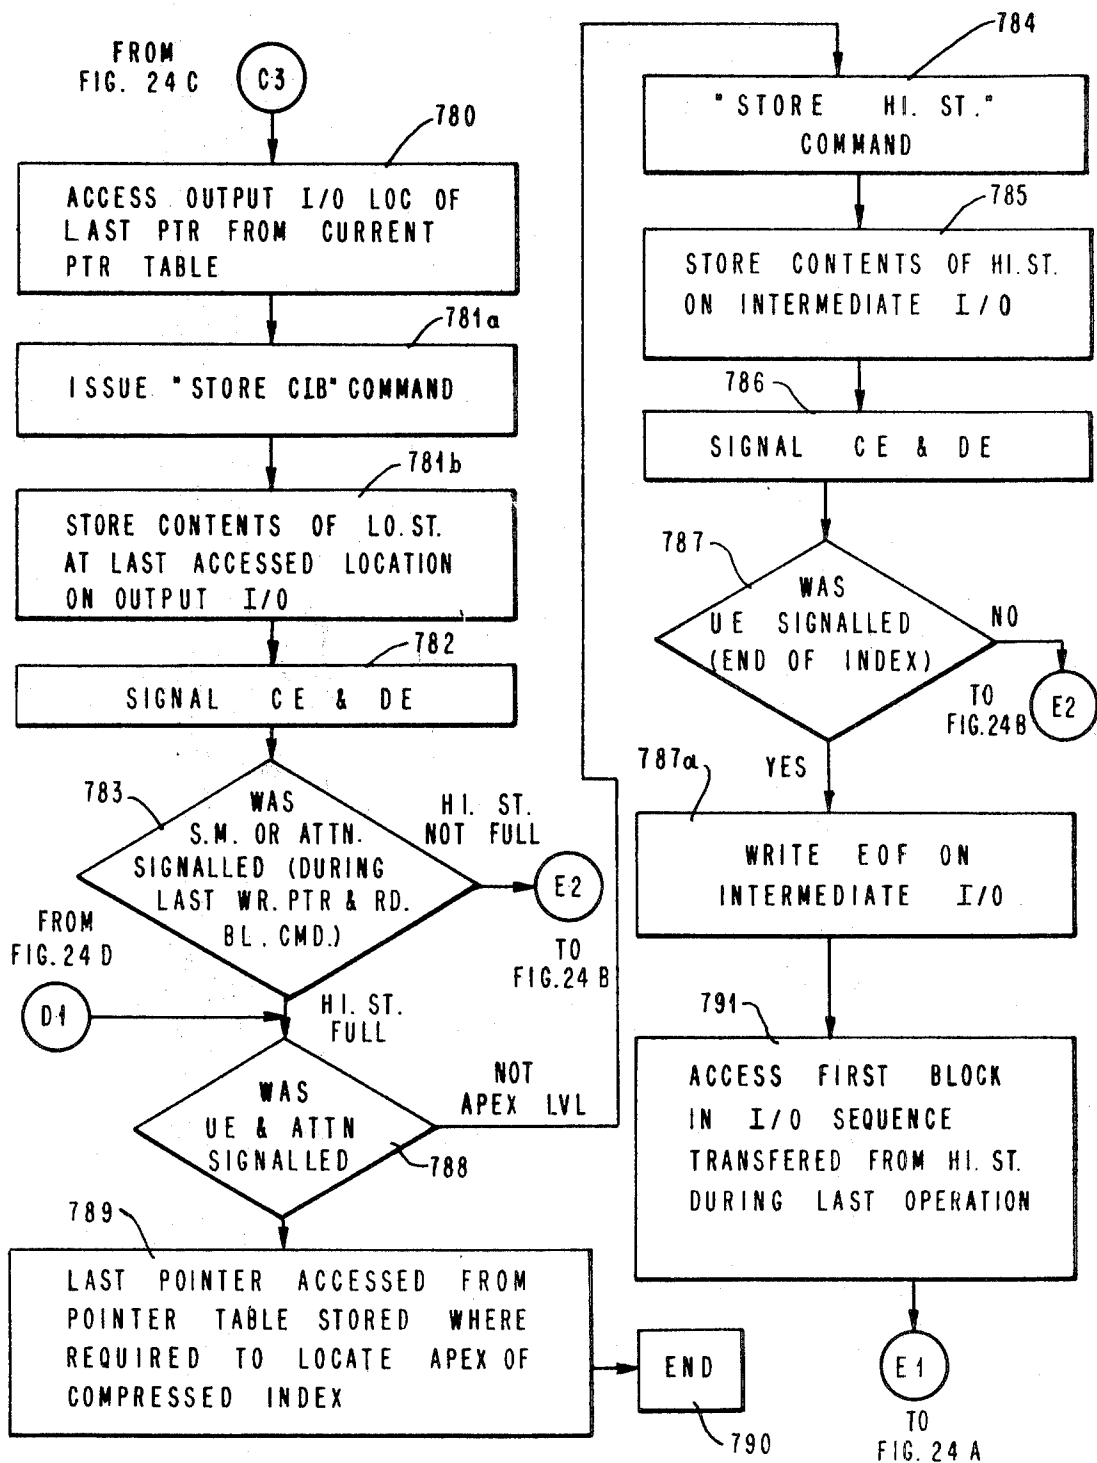 FROM
FIG. 24 C
C3
780
ACCESS OUTPUT I/O LOC OF
LAST PTR FROM CURRENT
PTR TABLE
781a
ISSUE "STORE CIB" COMMAND
781b
STORE CONTENTS OF LO. ST.
AT LAST ACCESSED LOCATION
ON OUTPUT I/O
782
SIGNAL CE & DE
783
WAS
S.M. OR ATTN.
SIGNALLED (DURING
LAST WR. PTR & RD.
BL. CMD.)
HI. ST.
NOT FULL
E2
TO
FIG. 24 B
FROM
FIG. 24 D
D1
HI. ST.
FULL
WAS
UE & ATTN
SIGNALLED
788
NOT
APEX LVL
789
LAST POINTER ACCESSED FROM
POINTER TABLE STORED WHERE
REQUIRED TO LOCATE APEX OF
COMPRESSED INDEX
END
790
784
"STORE HI. ST."
COMMAND
785
STORE CONTENTS OF HI. ST.
ON INTERMEDIATE I/O
786
SIGNAL CE & DE
787
WAS
UE SIGNALLED
(END OF INDEX)
NO
TO
FIG. 24B
E2
YES
787a
WRITE EOF ON
INTERMEDIATE I/O
791
ACCESS FIRST BLOCK
IN I/O SEQUENCE
TRANSFERED FROM HI. ST.
DURING LAST OPERATION
E1
TO
FIG. 24 A